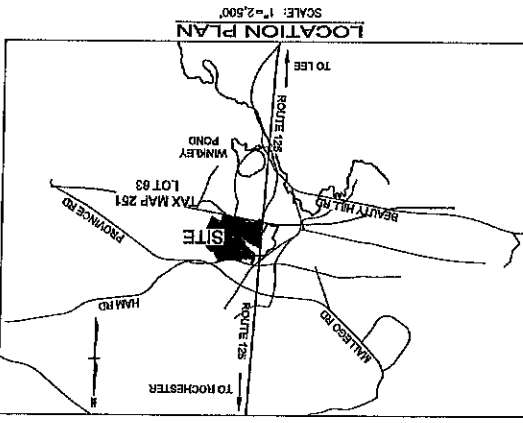 TO ROCHESTER
MALLEGO RD
ROUTE 125
HAM RD
SITE
PROVINCE RD
BEAUTY HILL RD
TAX MAP 251
LOT 83
WINKLEY
POND
ROUTE 125
TO LEE
LOCATION PLAN
SCALE: 1"=2,500'